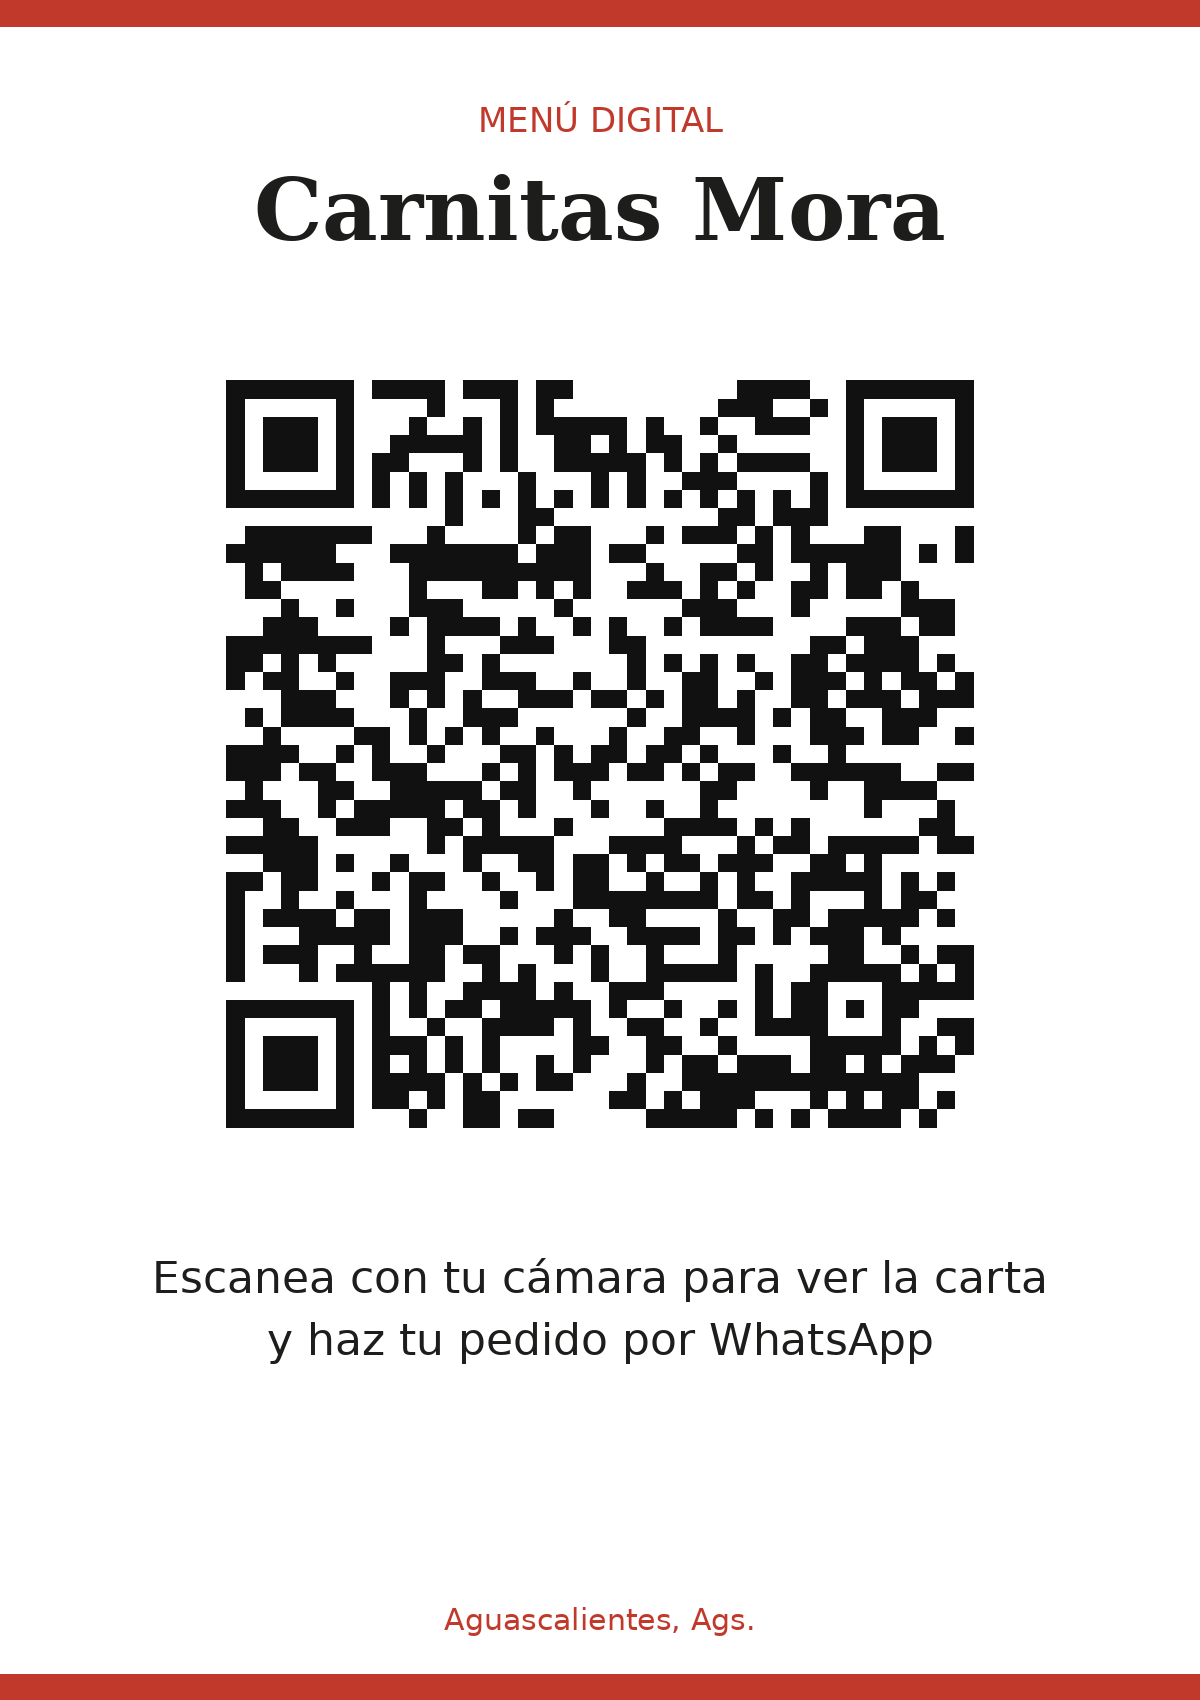 MENÚ DIGITAL
Carnitas Mora
Escanea con tu cámara para ver la carta
y haz tu pedido por WhatsApp
Aguascalientes, Ags.